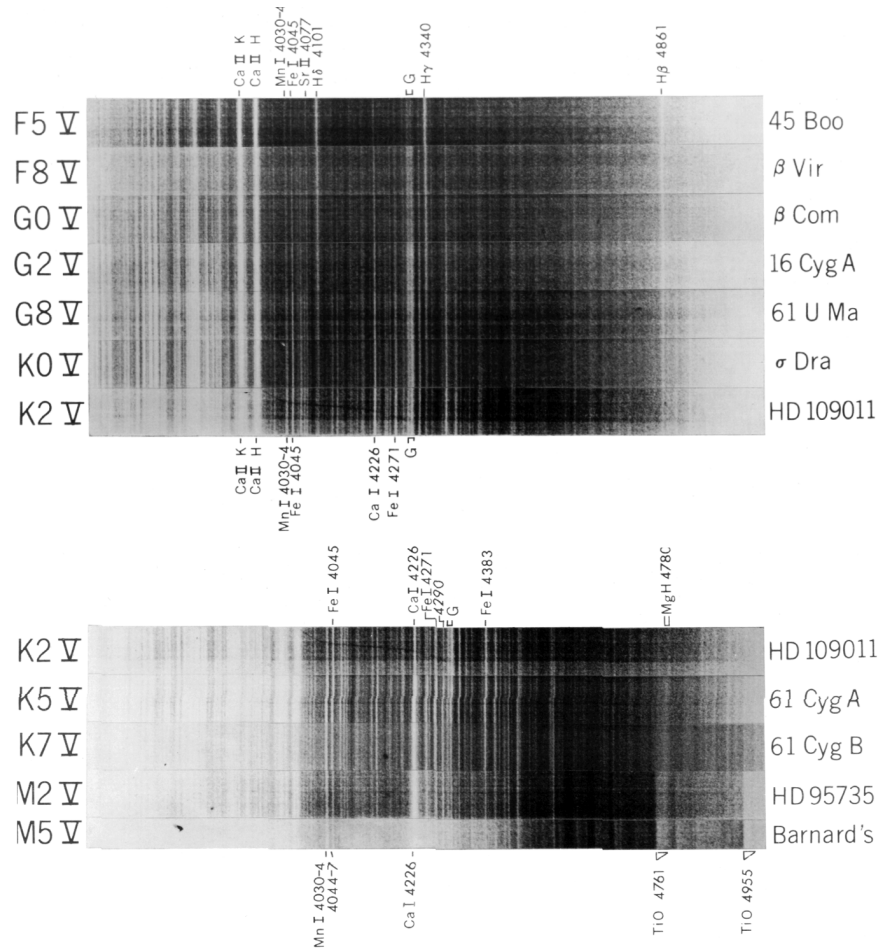 Ca II K
Ca II H
Mn I 4030-4
Fe I 4045
Sr II 4077
Hδ 4101
G
Hγ 4340
Hβ 4861
F5 V 45 Boo
F8 V β Vir
G0 V β Com
G2 V 16 Cyg A
G8 V 61 U Ma
K0 V σ Dra
K2 V HD 109011
Ca II K
Ca II H
Mn I 4030-4
Fe I 4045
Ca I 4226
Fe I 4271
G
Fe I 4045
Ca I 4226
Fe I 4271
4290
G
Fe I 4383
MgH 4780
K2 V HD 109011
K5 V 61 Cyg A
K7 V 61 Cyg B
M2 V HD 95735
M5 V Barnard's
Mn I 4030-4
4044-7
Ca I 4226
TiO 4761
TiO 4955